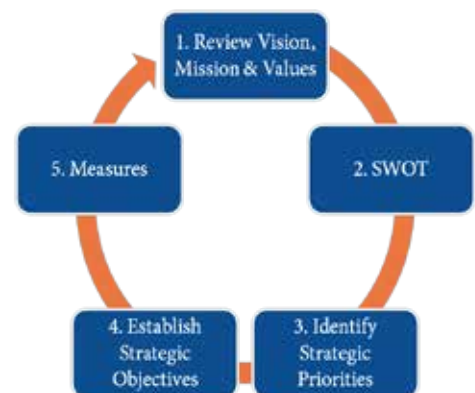 1. Review Vision,
Mission & Values
2. SWOT
3. Identify
Strategic
Priorities
4. Establish
Strategic
Objectives
5. Measures